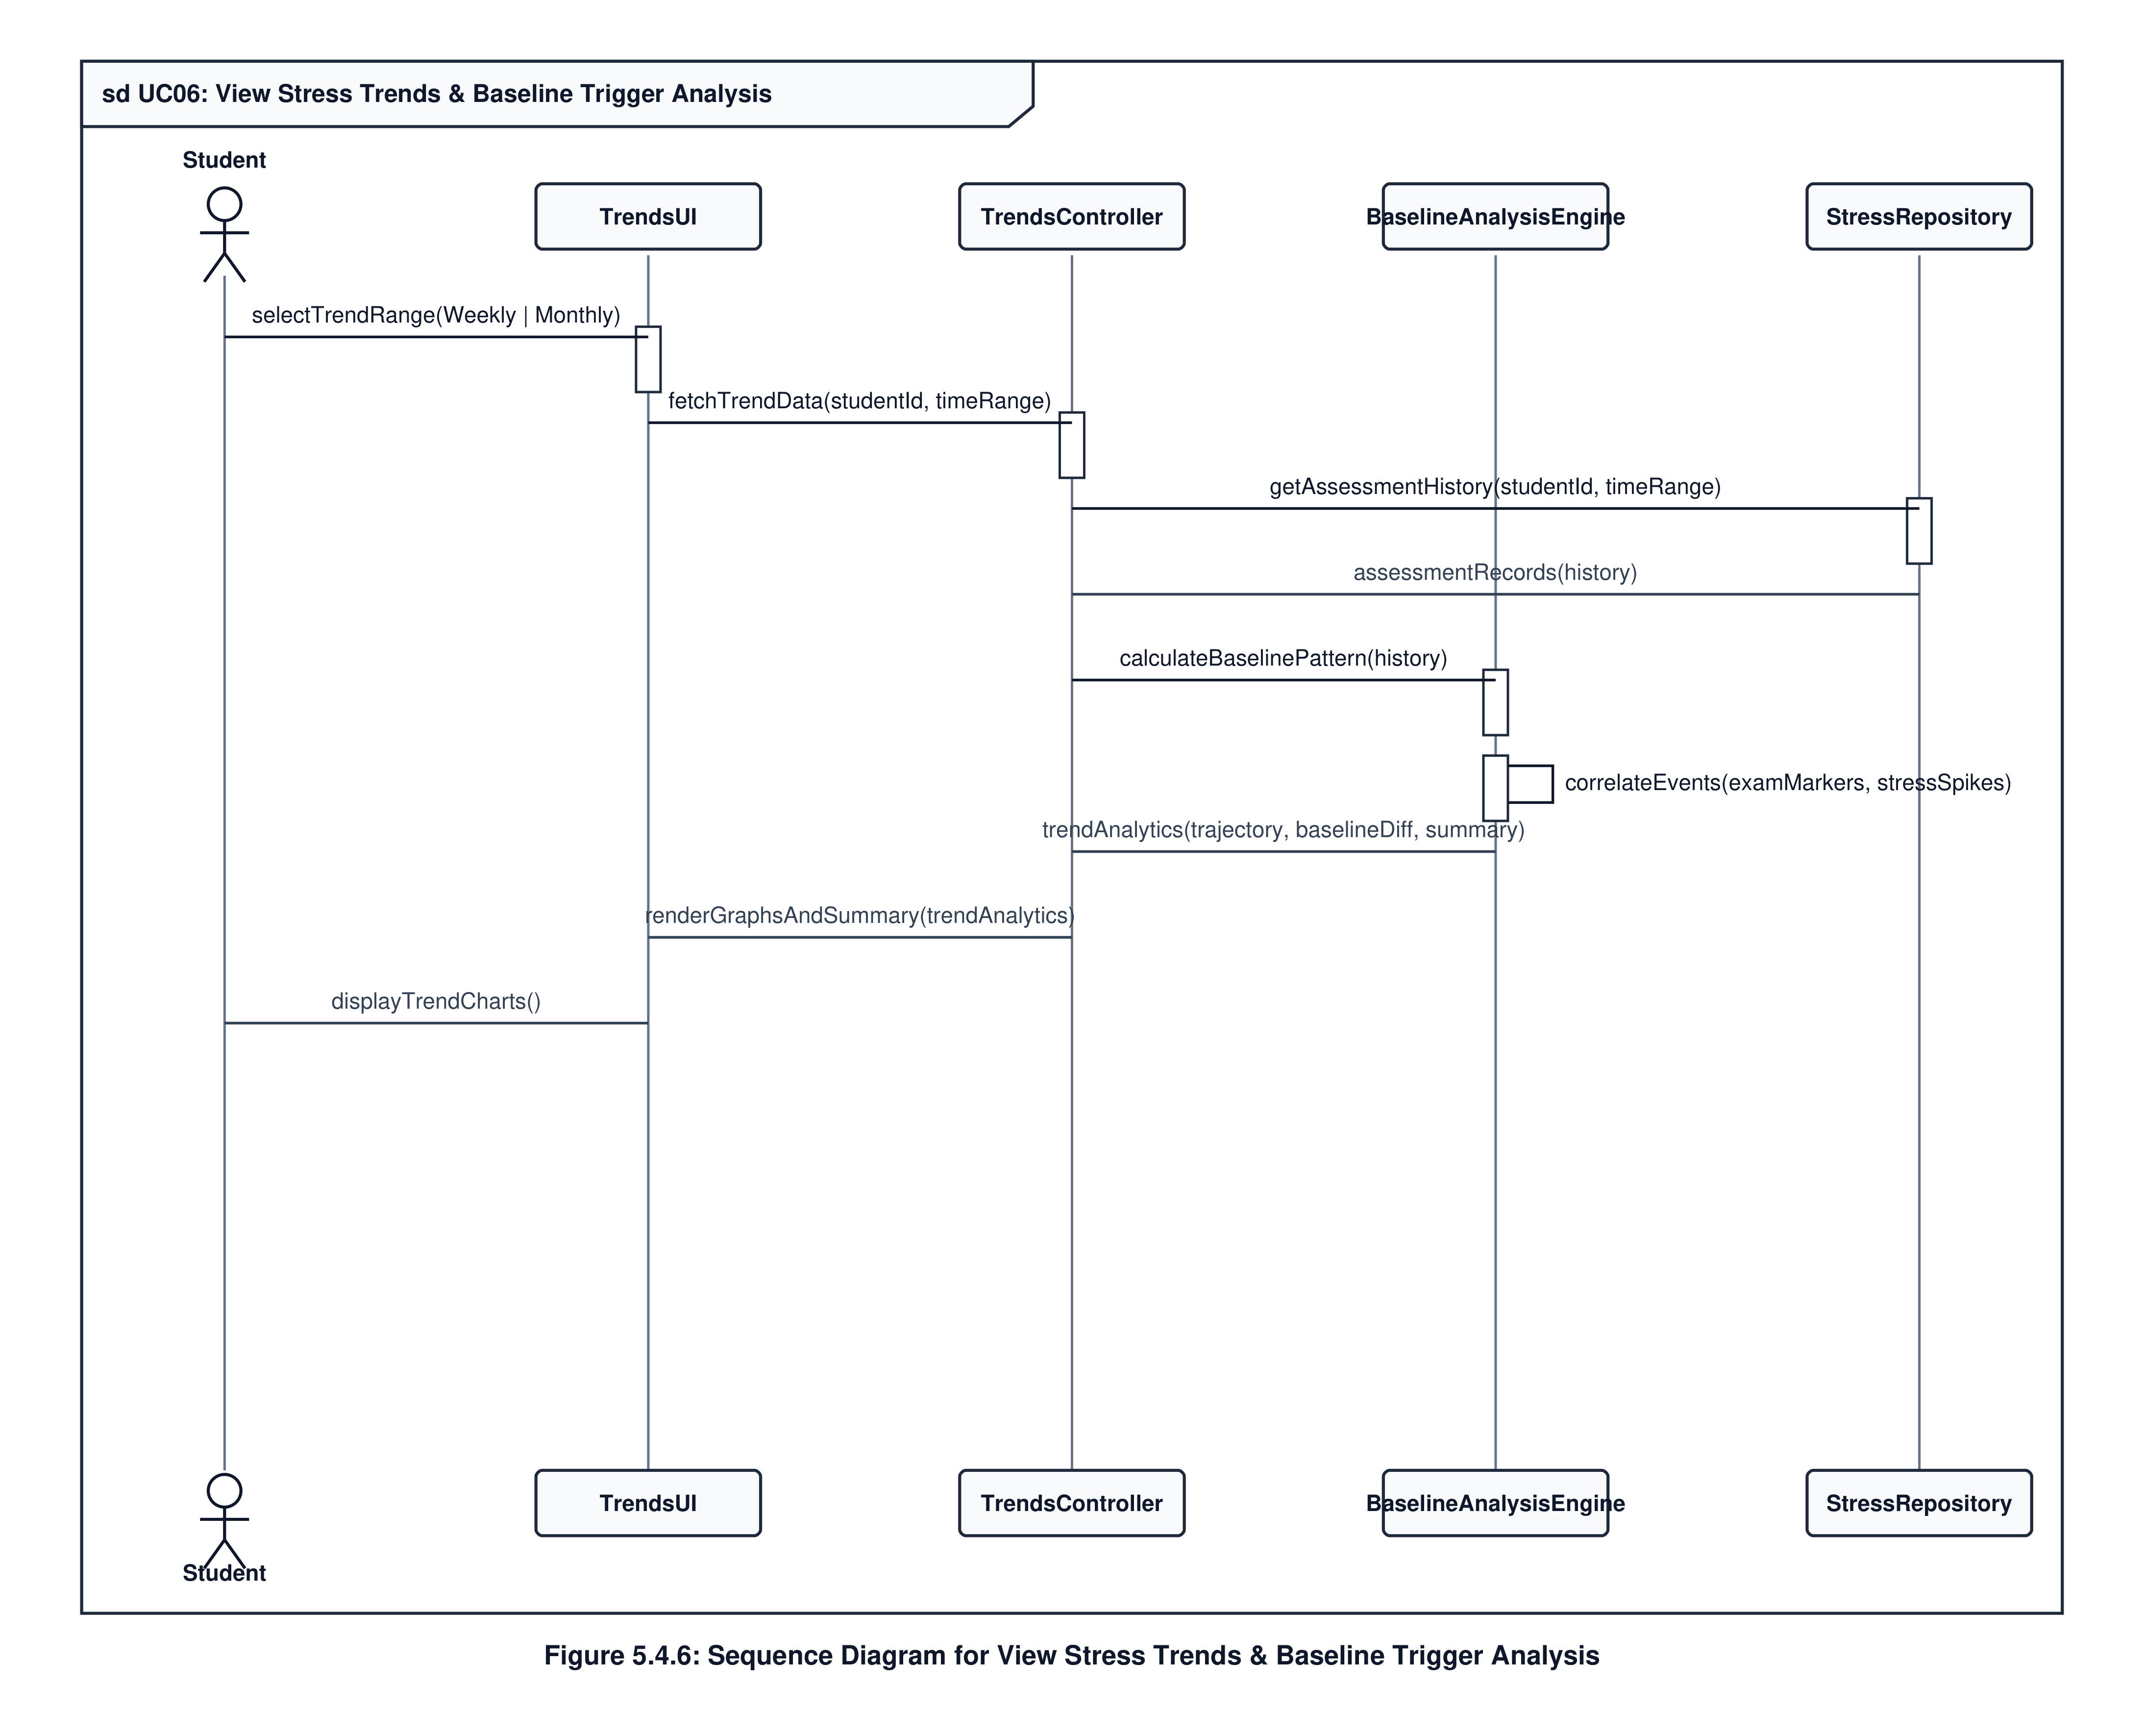 sd UC06: View Stress Trends & Baseline Trigger Analysis
Student
TrendsUI
TrendsController
BaselineAnalysisEngine
StressRepository
selectTrendRange(Weekly | Monthly)
fetchTrendData(studentId, timeRange)
getAssessmentHistory(studentId, timeRange)
assessmentRecords(history)
calculateBaselinePattern(history)
correlateEvents(examMarkers, stressSpikes)
trendAnalytics(trajectory, baselineDiff, summary)
renderGraphsAndSummary(trendAnalytics)
displayTrendCharts()
TrendsUI
TrendsController
BaselineAnalysisEngine
StressRepository
Student
Figure 5.4.6: Sequence Diagram for View Stress Trends & Baseline Trigger Analysis